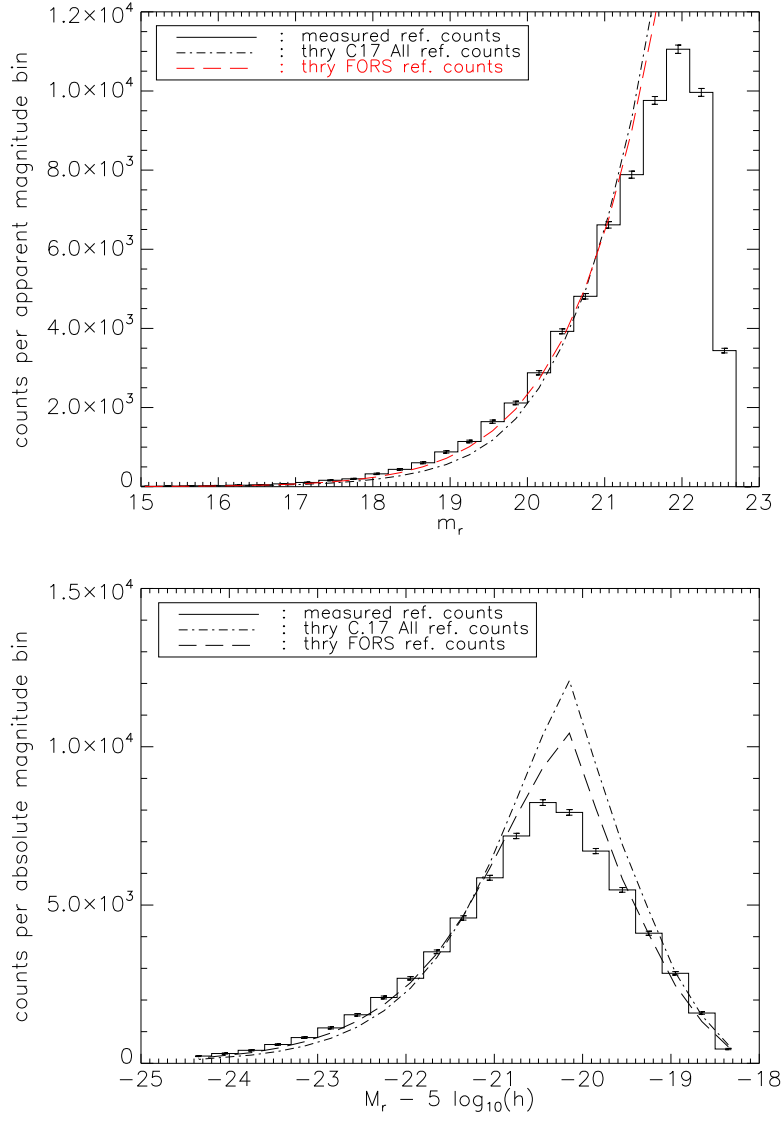 1.2×10⁴
1.0×10⁴
8.0×10³
6.0×10³
4.0×10³
2.0×10³
0
counts per apparent magnitude bin
: measured ref. counts
: thry C17 All ref. counts
: thry FORS ref. counts
15 16 17 18 19 20 21 22 23
mᵣ
1.5×10⁴
1.0×10⁴
5.0×10³
0
counts per absolute magnitude bin
: measured ref. counts
: thry C.17 All ref. counts
: thry FORS ref. counts
−25 −24 −23 −22 −21 −20 −19 −18
Mᵣ − 5 log₁₀(h)